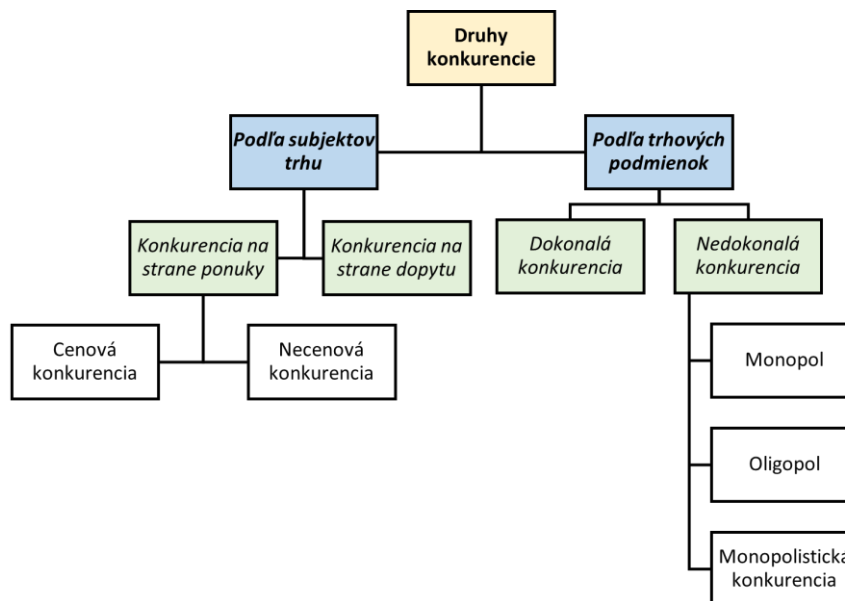 Druhy
konkurencie
Podľa subjektov
trhu
Podľa trhových
podmienok
Konkurencia na
strane ponuky
Konkurencia na
strane dopytu
Dokonalá
konkurencia
Nedokonalá
konkurencia
Cenová
konkurencia
Necenová
konkurencia
Monopol
Oligopol
Monopolistická
konkurencia